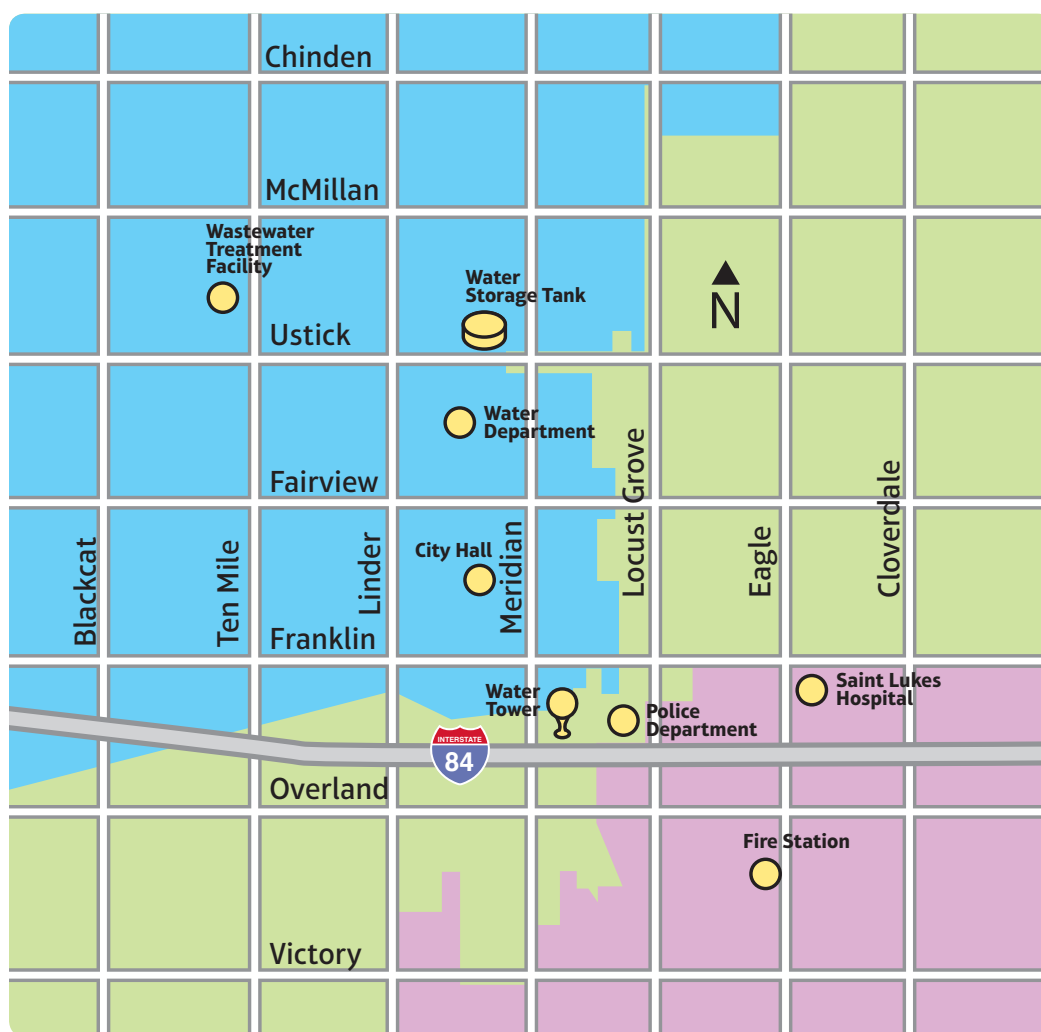 Chinden
McMillan
Wastewater
Treatment
Facility
Water
Storage Tank
N
Ustick
Water
Department
Fairview
City Hall
Blackcat
Ten Mile
Linder
Meridian
Locust Grove
Eagle
Cloverdale
Franklin
Water
Tower
Police
Department
Saint Lukes
Hospital
INTERSTATE
84
Overland
Fire Station
Victory